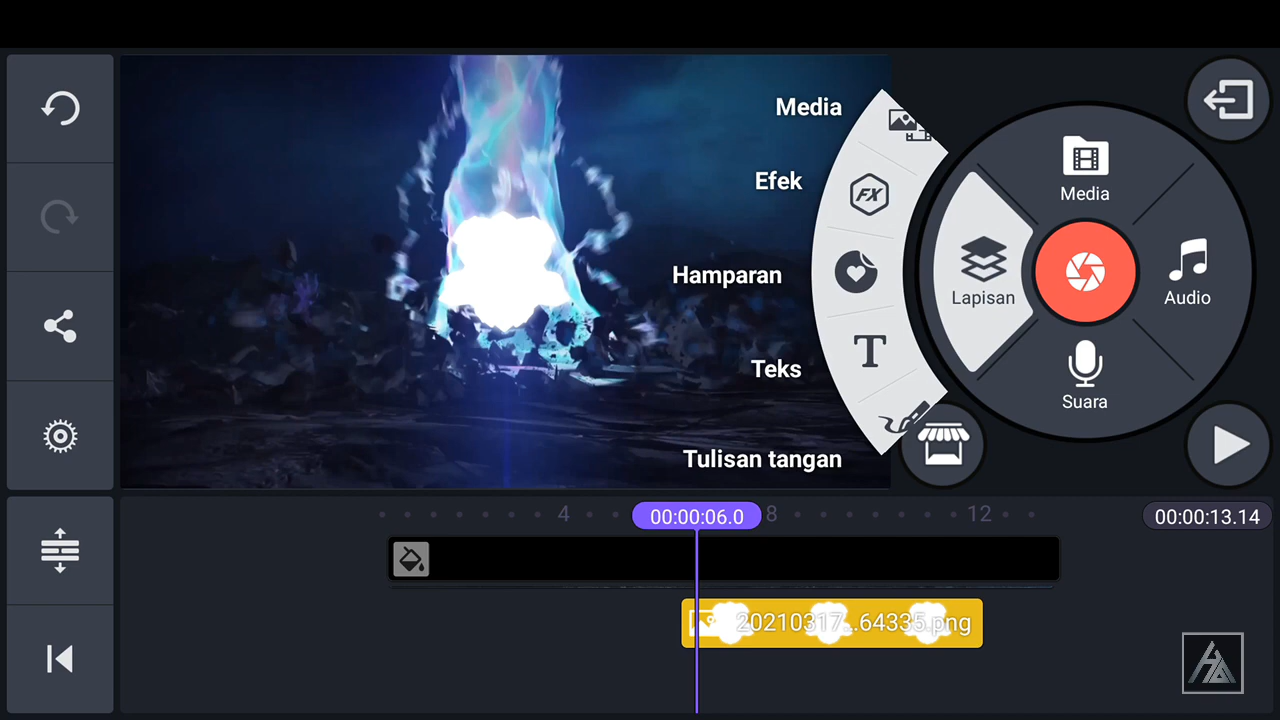 Media
Efek
FX
Hamparan
Teks
T
Tulisan tangan
Media
Lapisan
Audio
Suara
4
00:00:06.0
8
12
00:00:13.14
20210317...64335.png